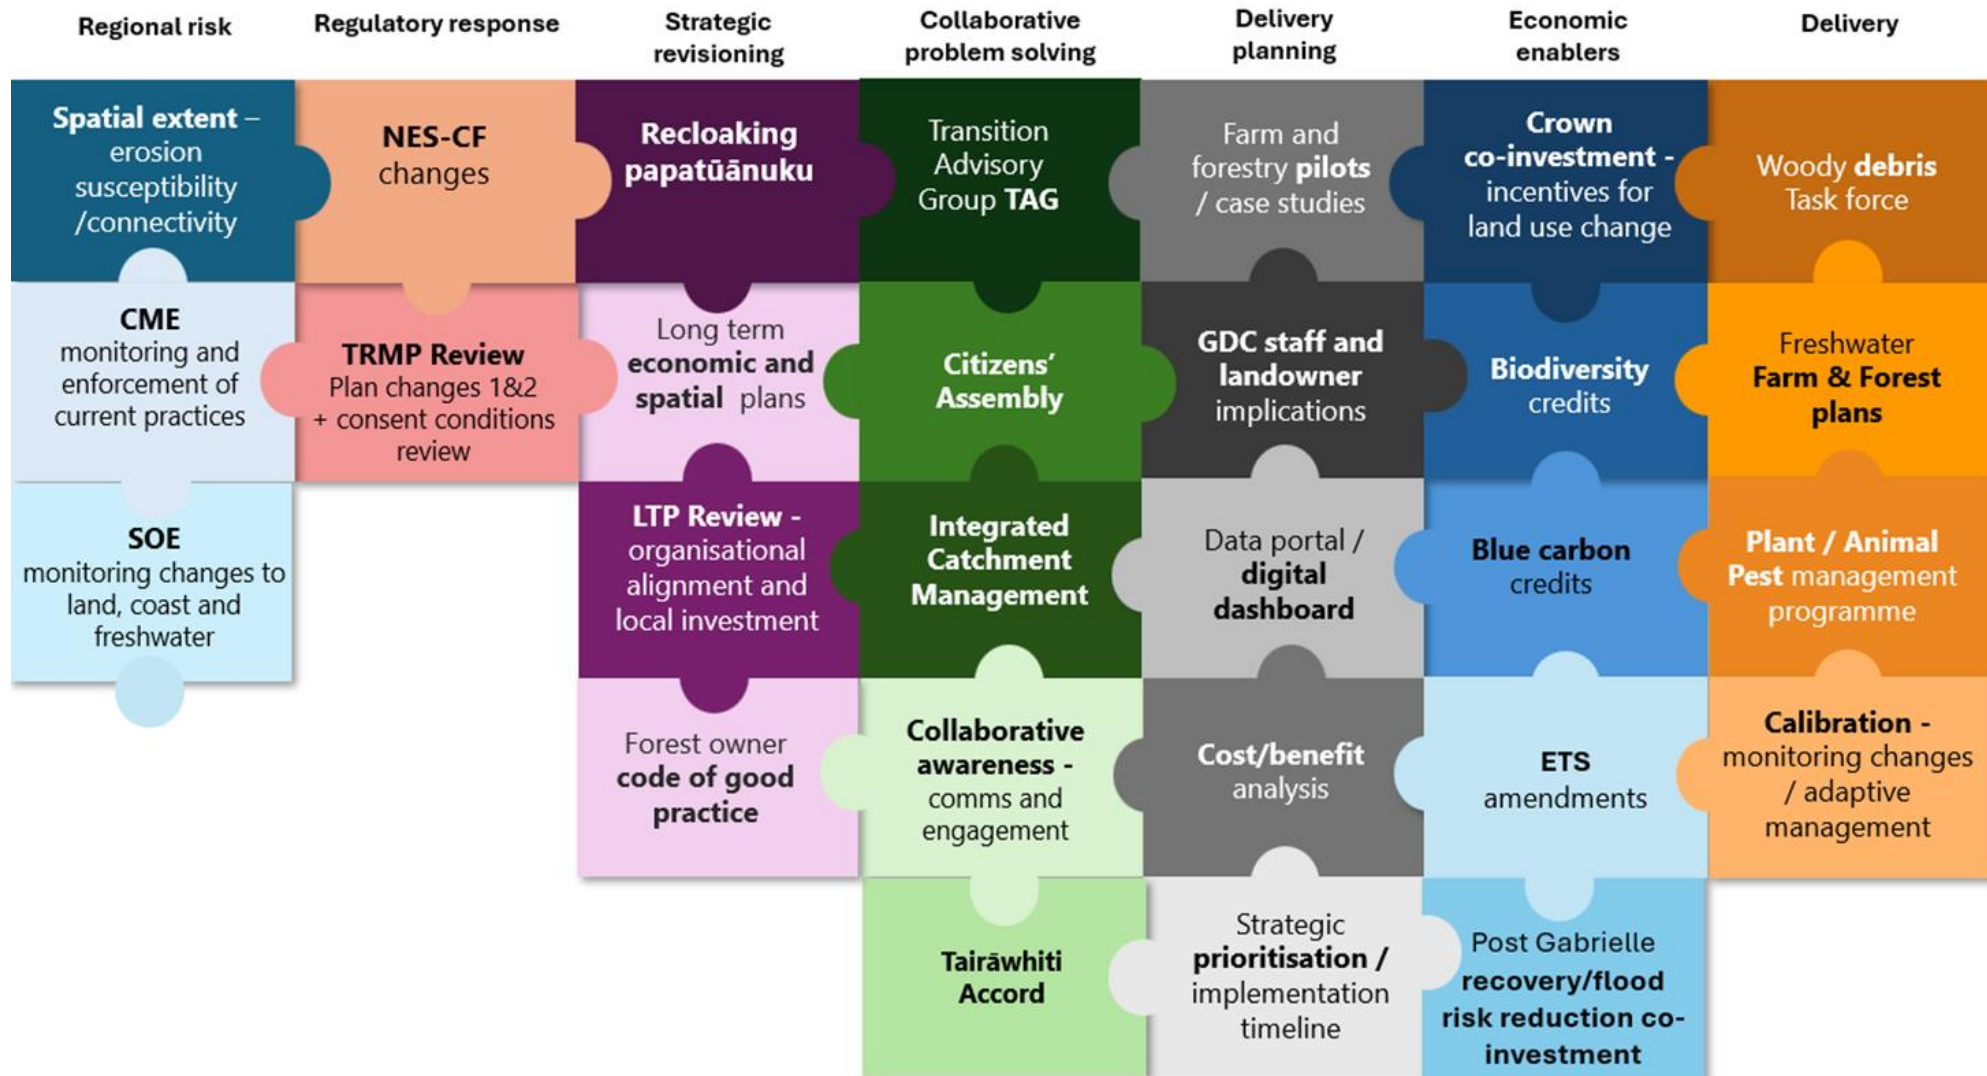 Regional risk
Regulatory response
Strategic
revisioning
Collaborative
problem solving
Delivery
planning
Economic
enablers
Delivery
Spatial extent –
erosion
susceptibility
/connectivity
NES-CF
changes
Recloaking
papatūānuku
Transition
Advisory
Group TAG
Farm and
forestry pilots
/ case studies
Crown
co-investment -
incentives for
land use change
Woody debris
Task force
CME
monitoring and
enforcement of
current practices
TRMP Review
Plan changes 1&2
+ consent conditions
review
Long term
economic and
spatial plans
Citizens’
Assembly
GDC staff and
landowner
implications
Biodiversity
credits
Freshwater
Farm & Forest
plans
SOE
monitoring changes to
land, coast and
freshwater
LTP Review -
organisational
alignment and
local investment
Integrated
Catchment
Management
Data portal /
digital
dashboard
Blue carbon
credits
Plant / Animal
Pest management
programme
Forest owner
code of good
practice
Collaborative
awareness -
comms and
engagement
Cost/benefit
analysis
ETS
amendments
Calibration -
monitoring changes
/ adaptive
management
Tairāwhiti
Accord
Strategic
prioritisation /
implementation
timeline
Post Gabrielle
recovery/flood
risk reduction co-
investment